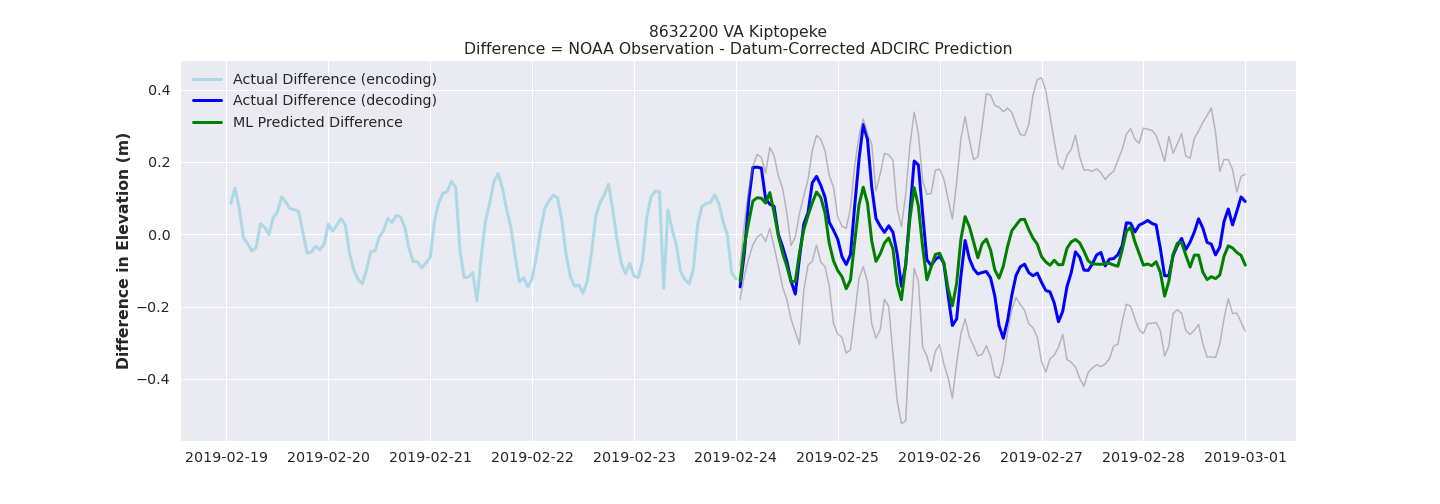 8632200 VA Kiptopeke
Difference = NOAA Observation - Datum-Corrected ADCIRC Prediction
Actual Difference (encoding)
Actual Difference (decoding)
ML Predicted Difference
Difference in Elevation (m)
0.4
0.2
0.0
−0.2
−0.4
2019-02-19 2019-02-20 2019-02-21 2019-02-22 2019-02-23 2019-02-24 2019-02-25 2019-02-26 2019-02-27 2019-02-28 2019-03-01